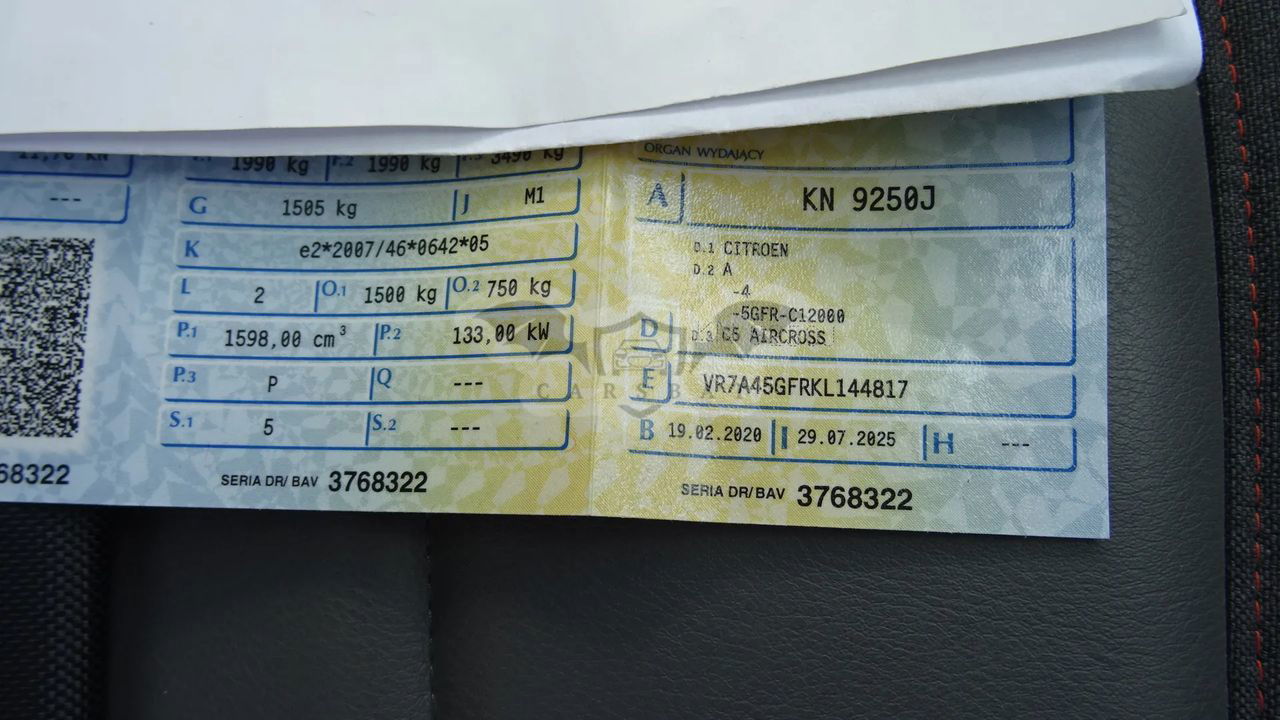 1990 kg F.2 1990 kg 3490 kg
---
G 1505 kg J M1
K e2*2007/46*0642*05
L 2 O.1 1500 kg O.2 750 kg
P.1 1598,00 cm³ P.2 133,00 kW
P.3 P Q ---
S.1 5 S.2 ---
68322
SERIA DR/ BAV 3768322
ORGAN WYDAJĄCY
A KN 9250J
D.1 CITROEN
D.2 A
-4
-5GFR-C12000
D D.3 C5 AIRCROSS
E VR7A45GFRKL144817
B 19.02.2020 I 29.07.2025 H ---
SERIA DR/ BAV 3768322